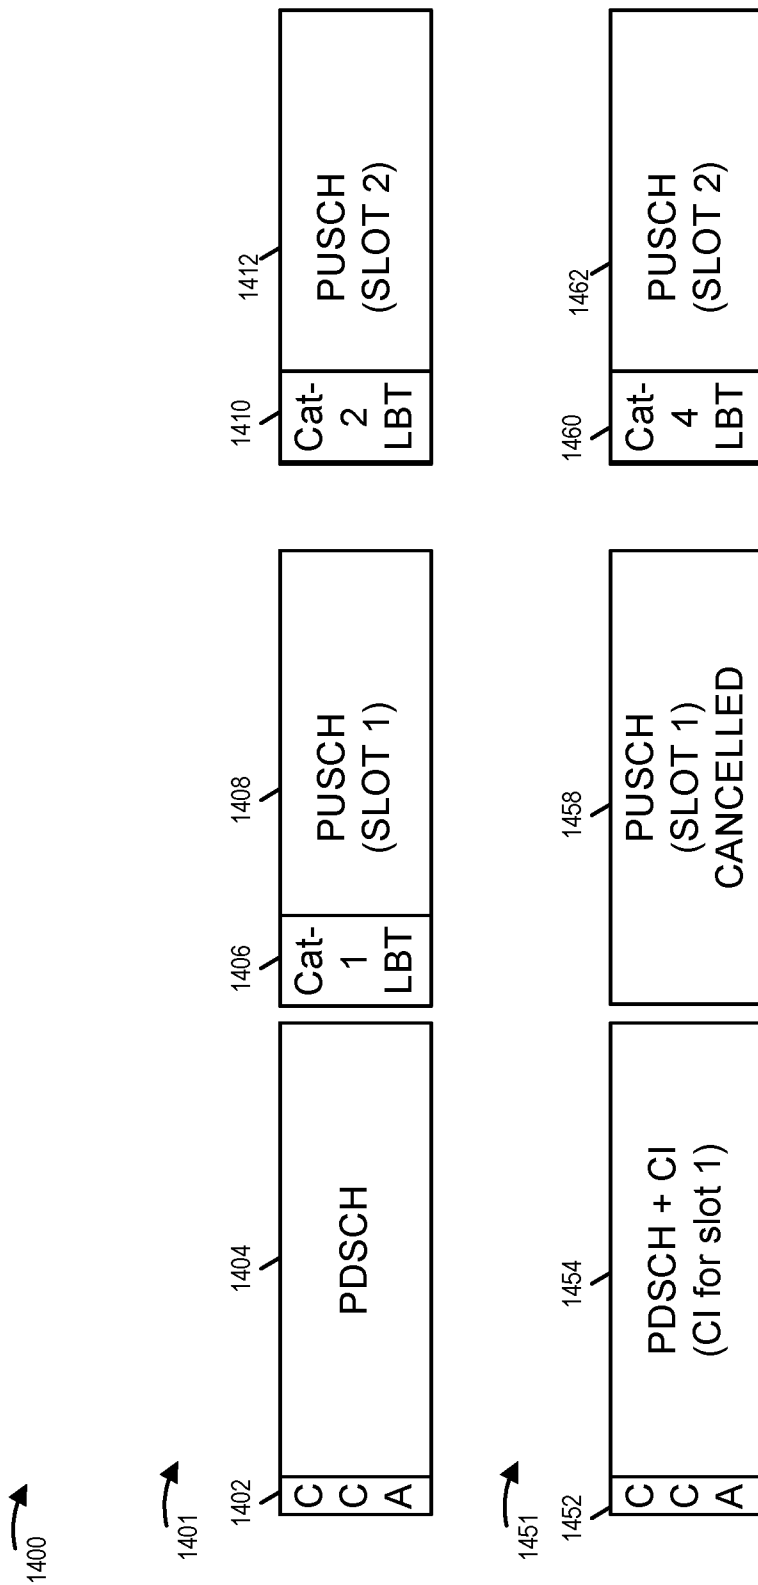 1400
1401
1402
1404
1406
1408
1410
1412
C
C
A
PDSCH
Cat-
1
LBT
PUSCH
(SLOT 1)
Cat-
2
LBT
PUSCH
(SLOT 2)
1451
1452
1454
1458
1460
1462
C
C
A
PDSCH + CI
(CI for slot 1)
PUSCH
(SLOT 1)
CANCELLED
Cat-
4
LBT
PUSCH
(SLOT 2)